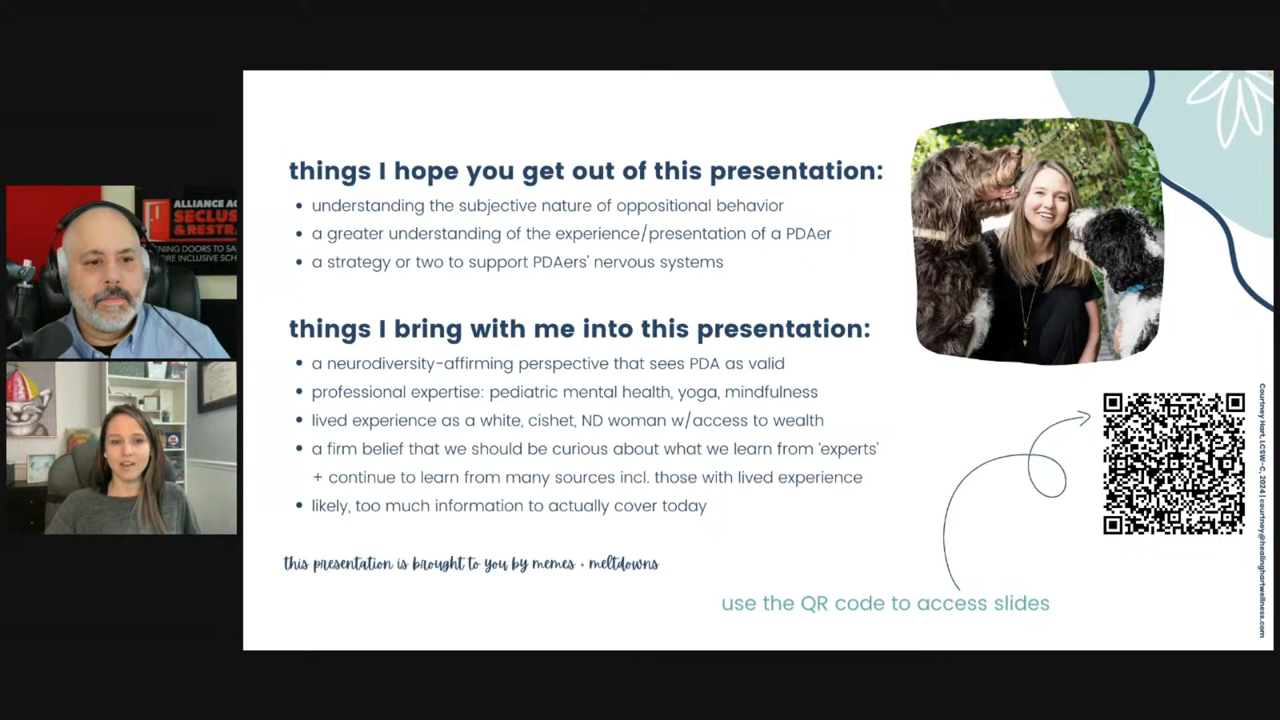 ALLIANCE AG
SECLUS
& RESTRA
ENING DOORS TO SA
ORE INCLUSIVE SCH
things I hope you get out of this presentation:
• understanding the subjective nature of oppositional behavior
• a greater understanding of the experience/presentation of a PDAer
• a strategy or two to support PDAers' nervous systems
things I bring with me into this presentation:
• a neurodiversity-affirming perspective that sees PDA as valid
• professional expertise: pediatric mental health, yoga, mindfulness
• lived experience as a white, cishet, ND woman w/access to wealth
• a firm belief that we should be curious about what we learn from 'experts'
+ continue to learn from many sources incl. those with lived experience
• likely, too much information to actually cover today
this presentation is brought to you by memes + meltdowns
use the QR code to access slides
Courtney Hart, LCSW-C, 2024 | courtney@healinghartwellness.com